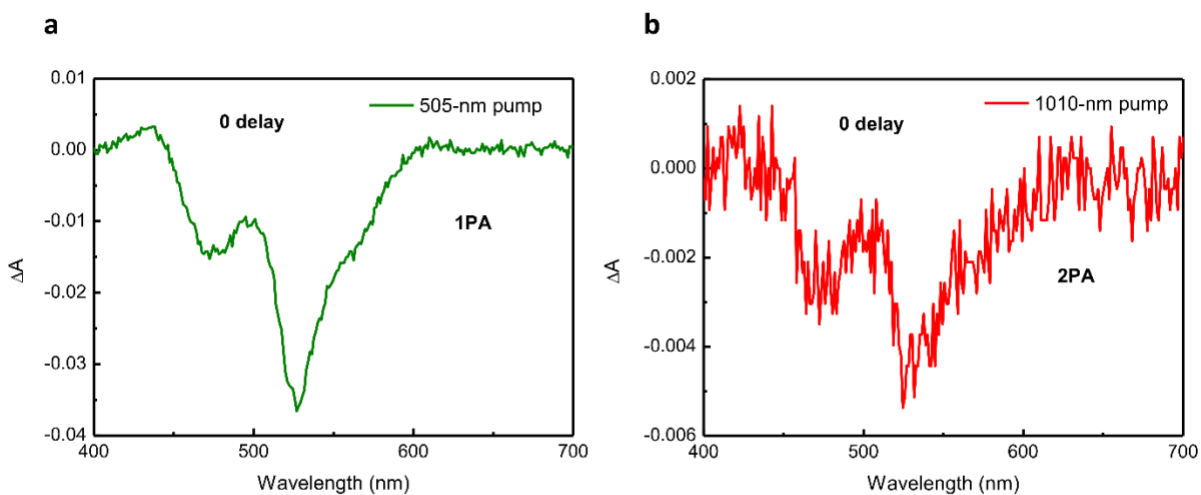 a
0.01
0.00
-0.01
-0.02
-0.03
-0.04
ΔA
505-nm pump
0 delay
1PA
400
500
600
700
Wavelength (nm)
b
0.002
0.000
-0.002
-0.004
-0.006
ΔA
1010-nm pump
0 delay
2PA
400
500
600
700
Wavelength (nm)